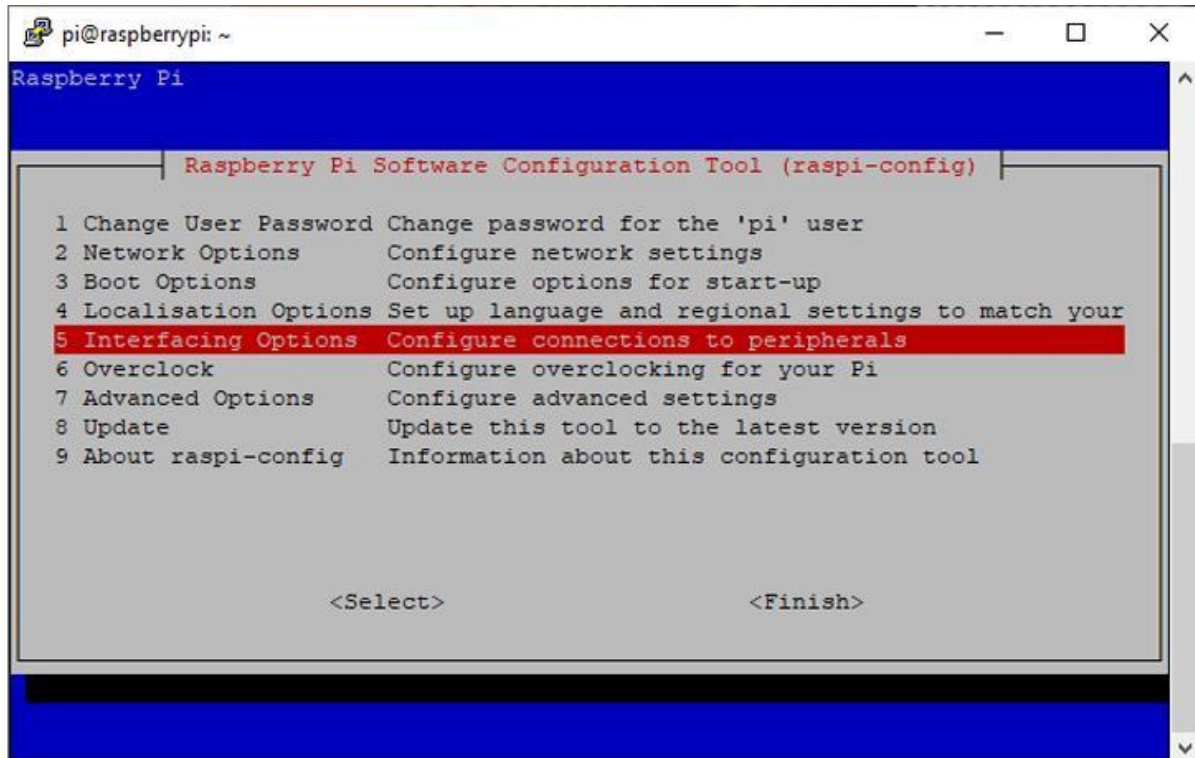 pi@raspberrypi: ~
Raspberry Pi
Raspberry Pi Software Configuration Tool (raspi-config)
1 Change User Password Change password for the 'pi' user
2 Network Options Configure network settings
3 Boot Options Configure options for start-up
4 Localisation Options Set up language and regional settings to match your
5 Interfacing Options Configure connections to peripherals
6 Overclock Configure overclocking for your Pi
7 Advanced Options Configure advanced settings
8 Update Update this tool to the latest version
9 About raspi-config Information about this configuration tool
<Select> <Finish>